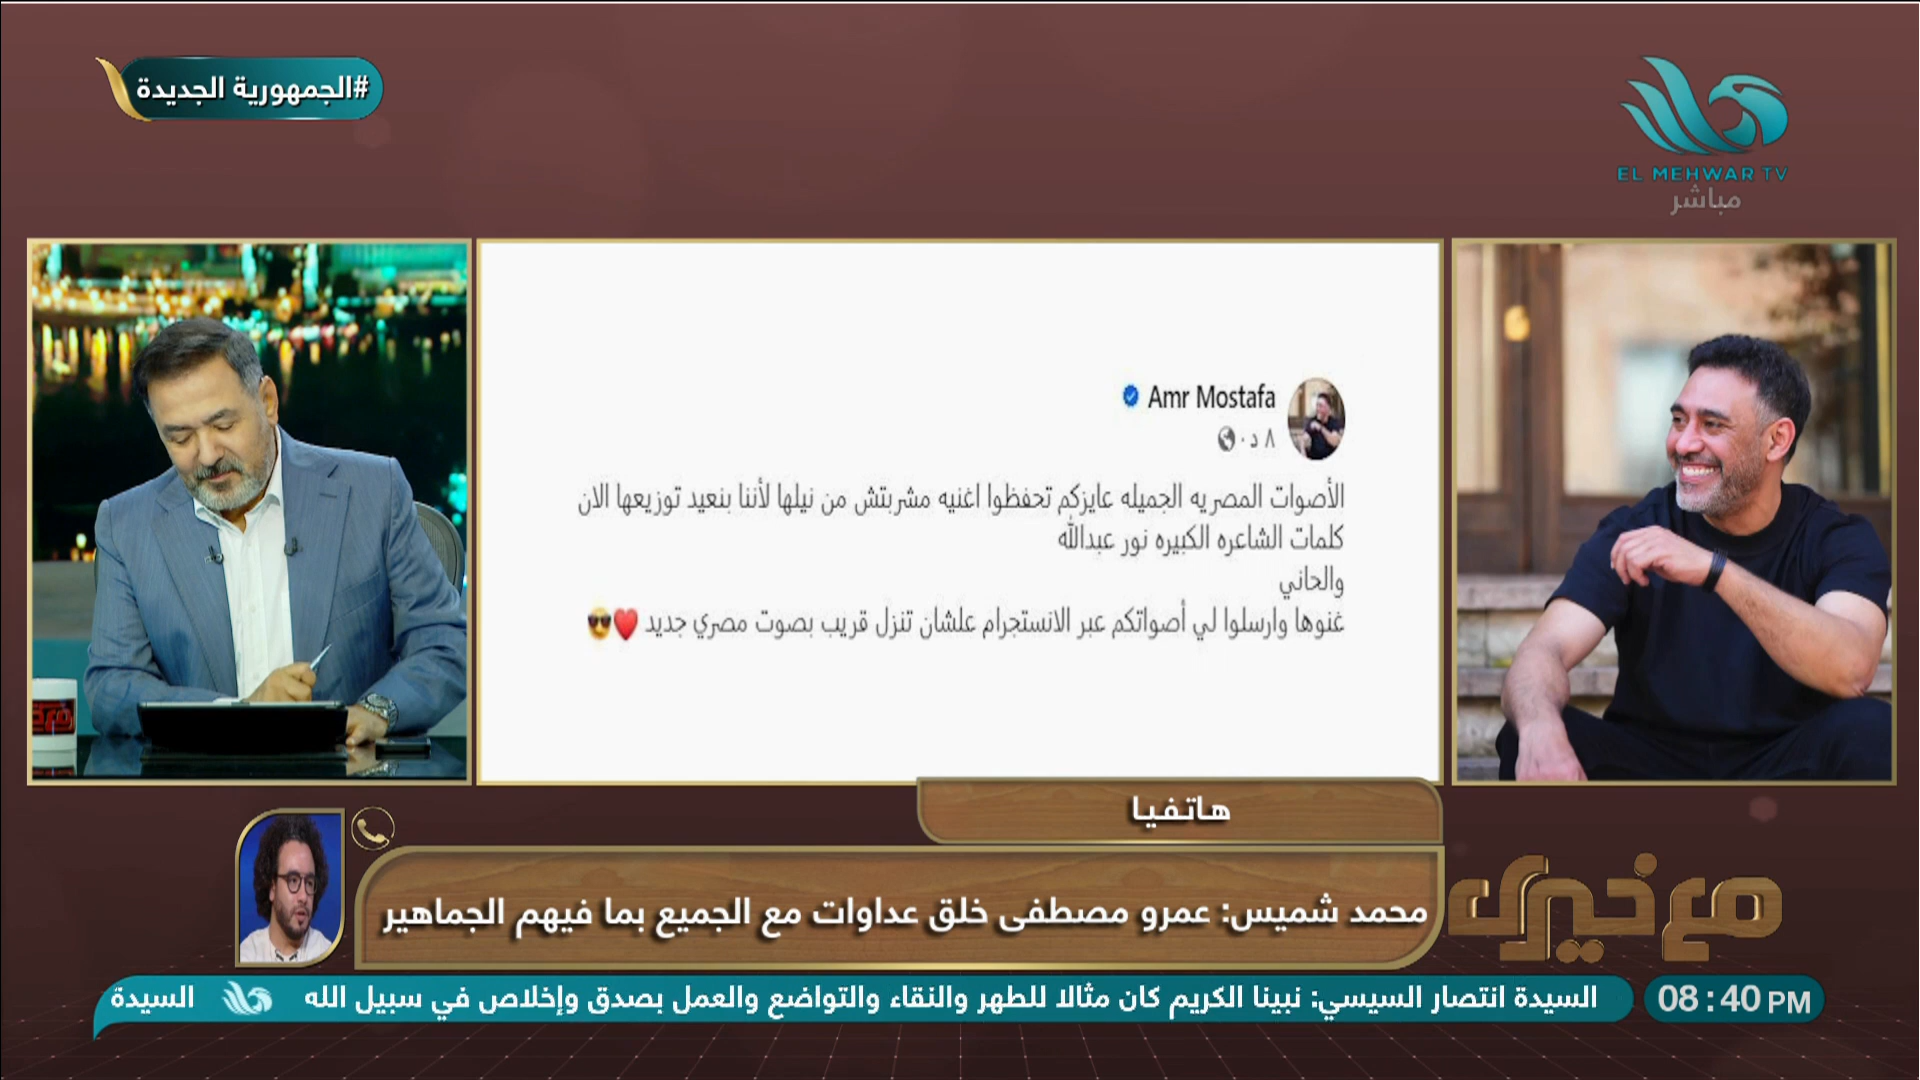 #الجمهورية الجديدة
EL MEHWAR TV
مباشر
Amr Mostafa
٨ د ·
الأصوات المصريه الجميله عايزكم تحفظوا اغنيه مشربتش من نيلها لأننا بنعيد توزيعها الان
كلمات الشاعره الكبيره نور عبدالله
والحاني
غنوها وارسلوا لي أصواتكم عبر الانستجرام علشان تنزل قريب بصوت مصري جديد ❤️😎
هاتفيا
محمد شميس: عمرو مصطفى خلق عداوات مع الجميع بما فيهم الجماهير
مع خيري
08:40 PM
السيدة انتصار السيسي: نبينا الكريم كان مثالا للطهر والنقاء والتواضع والعمل بصدق وإخلاص في سبيل الله
السيدة